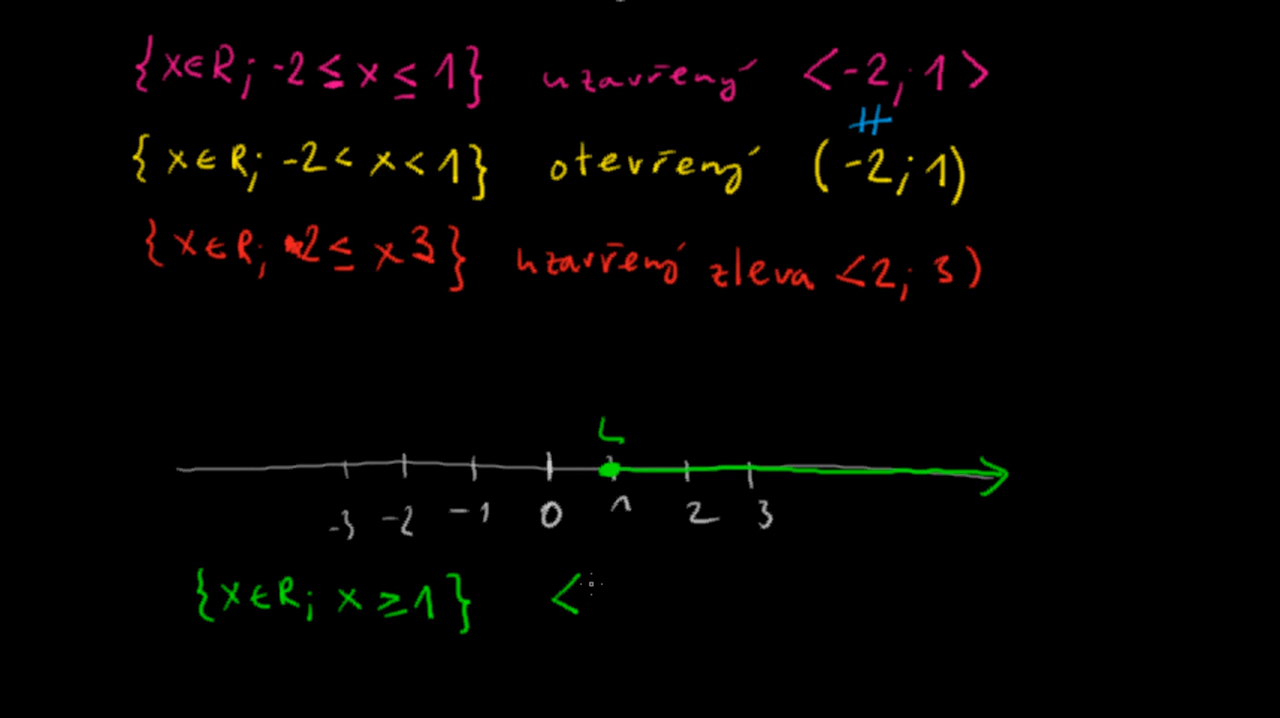 {x∈R; -2 ≤ x ≤ 1} uzavřený <-2; 1>
{x∈R; -2 < x < 1} otevřený (-2; 1)
{x∈R; 2 ≤ x 3} uzavřený zleva <2; 3)
-3 -2 -1 0 1 2 3
{x∈R; x ≥ 1} <